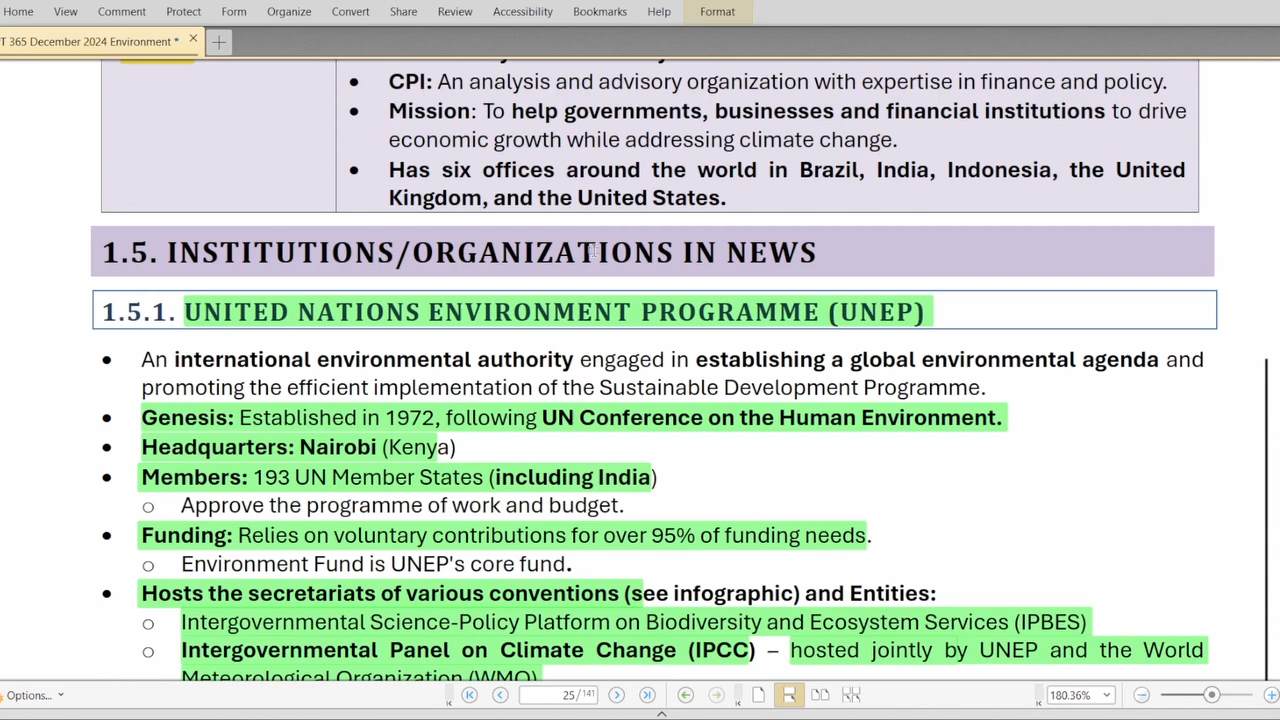 Home View Comment Protect Form Organize Convert Share Review Accessibility Bookmarks Help Format
T 365 December 2024 Environment *
• CPI: An analysis and advisory organization with expertise in finance and policy.
• Mission: To help governments, businesses and financial institutions to drive
economic growth while addressing climate change.
• Has six offices around the world in Brazil, India, Indonesia, the United
Kingdom, and the United States.
1.5. INSTITUTIONS/ORGANIZATIONS IN NEWS
1.5.1. UNITED NATIONS ENVIRONMENT PROGRAMME (UNEP)
• An international environmental authority engaged in establishing a global environmental agenda and
promoting the efficient implementation of the Sustainable Development Programme.
• Genesis: Established in 1972, following UN Conference on the Human Environment.
• Headquarters: Nairobi (Kenya)
• Members: 193 UN Member States (including India)
o Approve the programme of work and budget.
• Funding: Relies on voluntary contributions for over 95% of funding needs.
o Environment Fund is UNEP's core fund.
• Hosts the secretariats of various conventions (see infographic) and Entities:
o Intergovernmental Science-Policy Platform on Biodiversity and Ecosystem Services (IPBES)
o Intergovernmental Panel on Climate Change (IPCC) – hosted jointly by UNEP and the World
Meteorological Organization (WMO)
Options... 25 / 141 180.36%